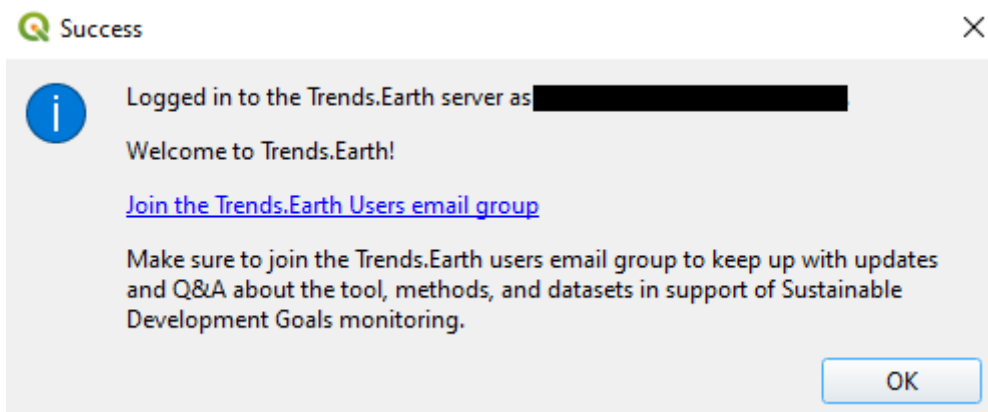 Success
Logged in to the Trends.Earth server as
Welcome to Trends.Earth!
Join the Trends.Earth Users email group
Make sure to join the Trends.Earth users email group to keep up with updates
and Q&A about the tool, methods, and datasets in support of Sustainable
Development Goals monitoring.
OK